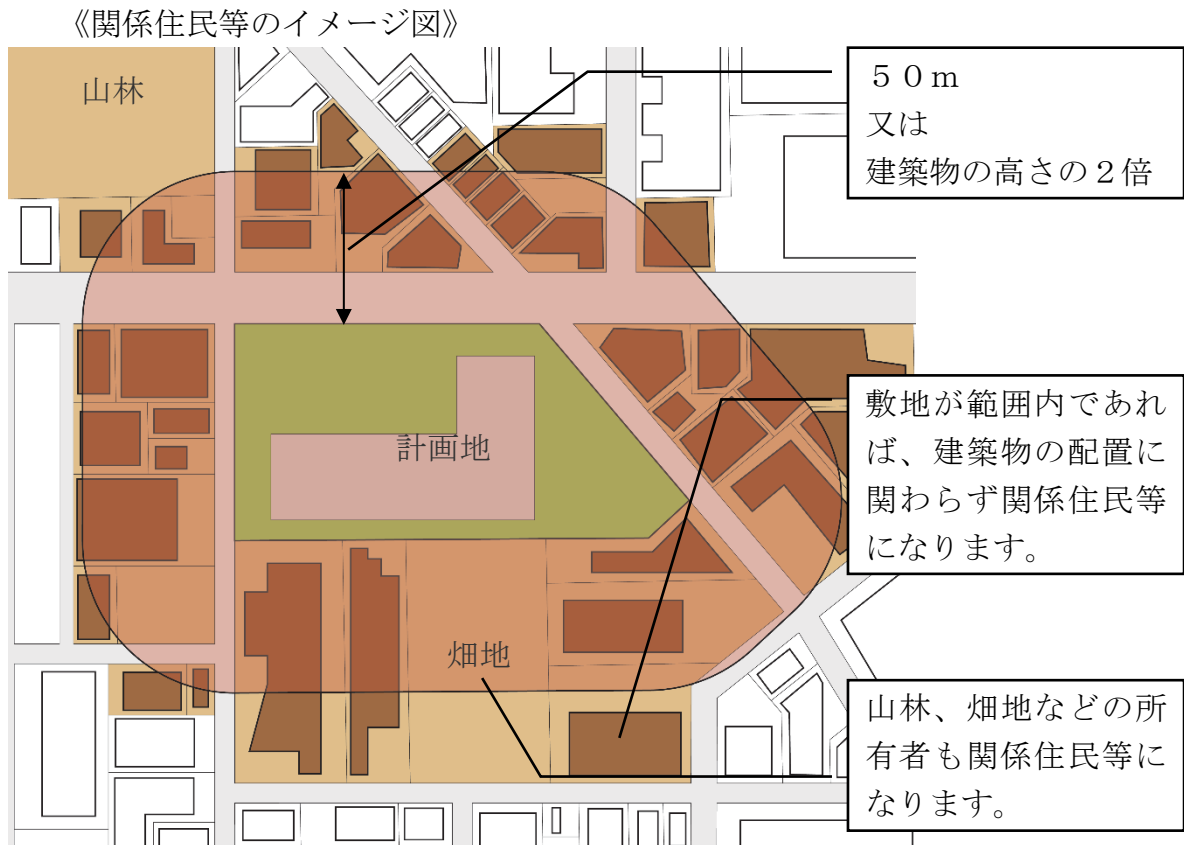 《関係住民等のイメージ図》
山林
５０ｍ
又は
建築物の高さの２倍
計画地
敷地が範囲内であれ
ば、建築物の配置に
関わらず関係住民等
になります。
畑地
山林、畑地などの所
有者も関係住民等に
なります。